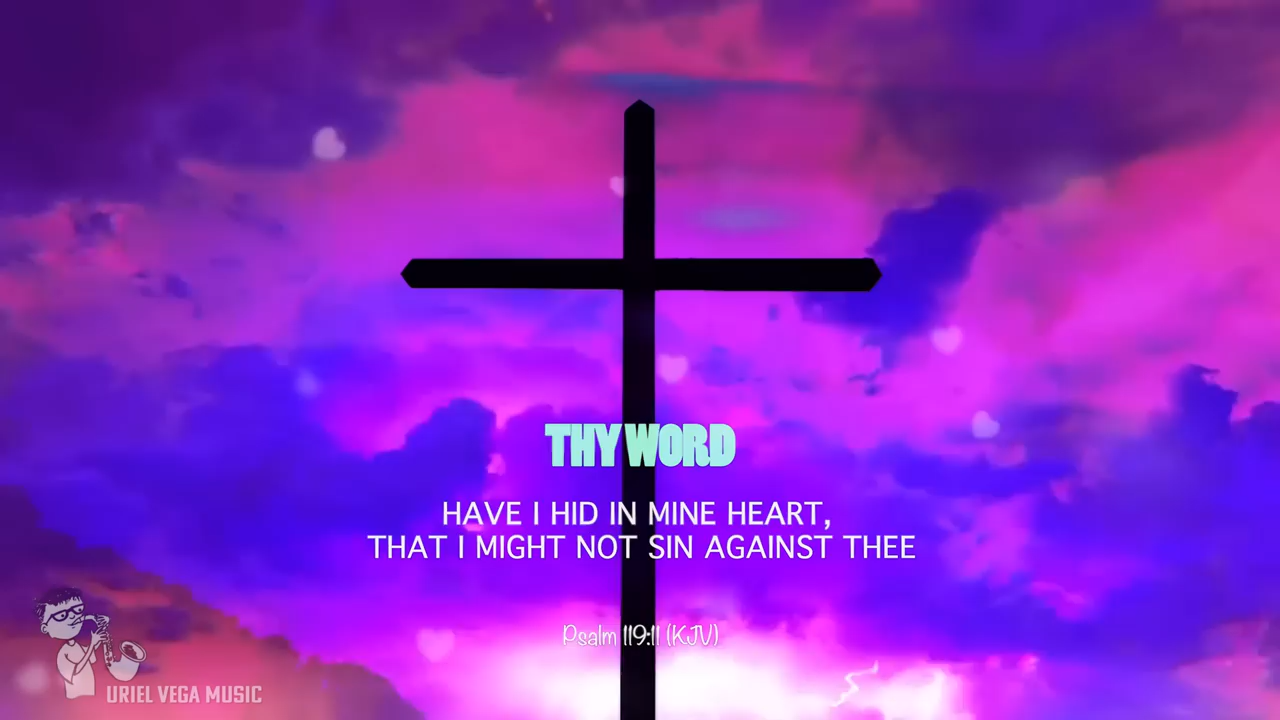 THY WORD
HAVE I HID IN MINE HEART,
THAT I MIGHT NOT SIN AGAINST THEE
Psalm 119:11 (KJV)
URIEL VEGA MUSIC